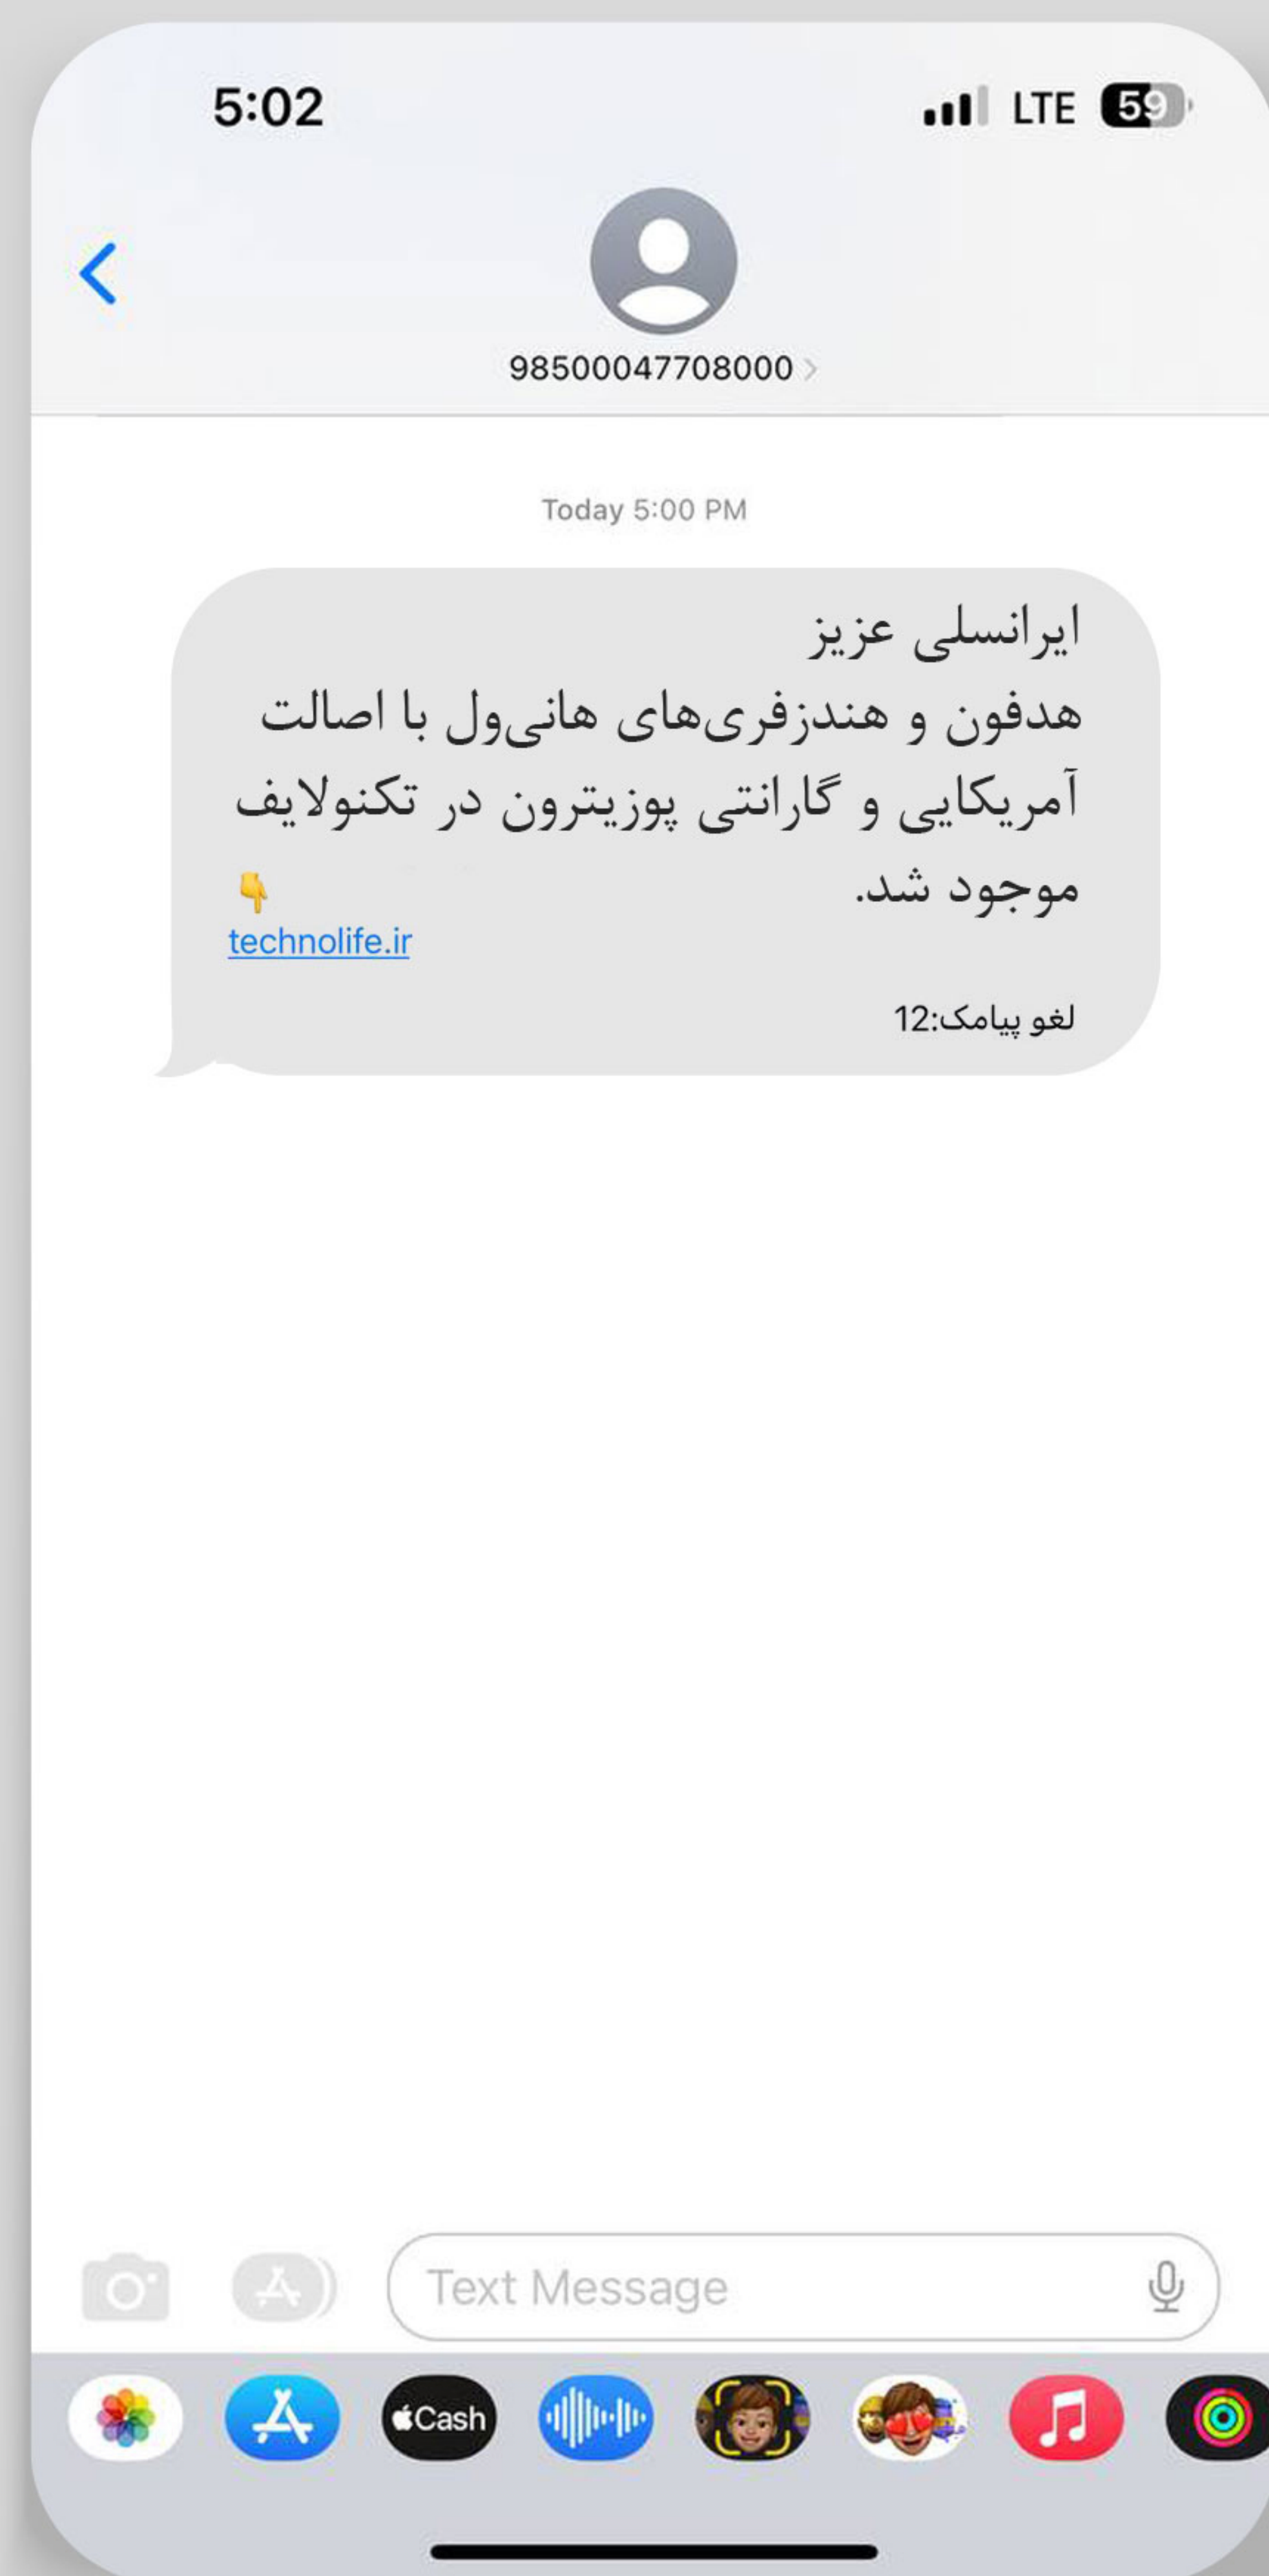 5:02
LTE 59
98500047708000
Today 5:00 PM
ایرانسلی عزیز
هدفون و هندزفری‌های هانی‌ول با اصالت
آمریکایی و گارانتی پوزیترون در تکنولایف
موجود شد. 👇
technolife.ir
لغو پیامک:12
Text Message
Cash